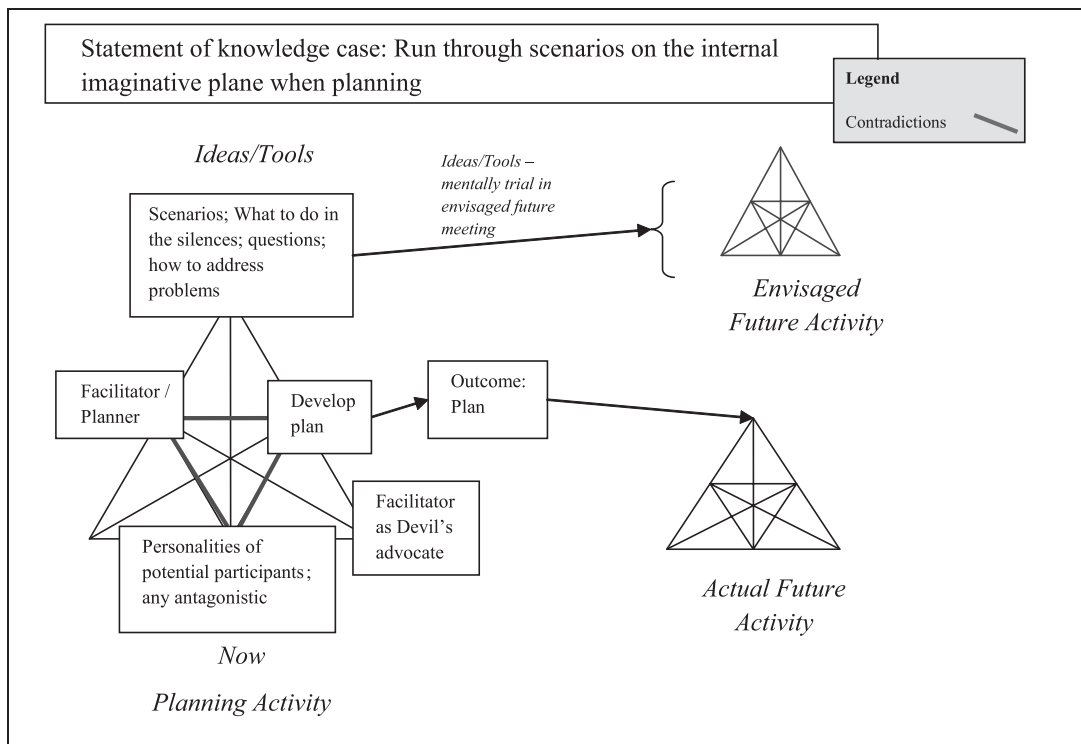 Statement of knowledge case: Run through scenarios on the internal
imaginative plane when planning
Legend
Contradictions
Ideas/Tools
Ideas/Tools –
mentally trial in
envisaged future
meeting
Scenarios; What to do in
the silences; questions;
how to address
problems
Envisaged
Future Activity
Facilitator /
Planner
Develop
plan
Outcome:
Plan
Facilitator
as Devil’s
advocate
Personalities of
potential participants;
any antagonistic
Actual Future
Activity
Now
Planning Activity